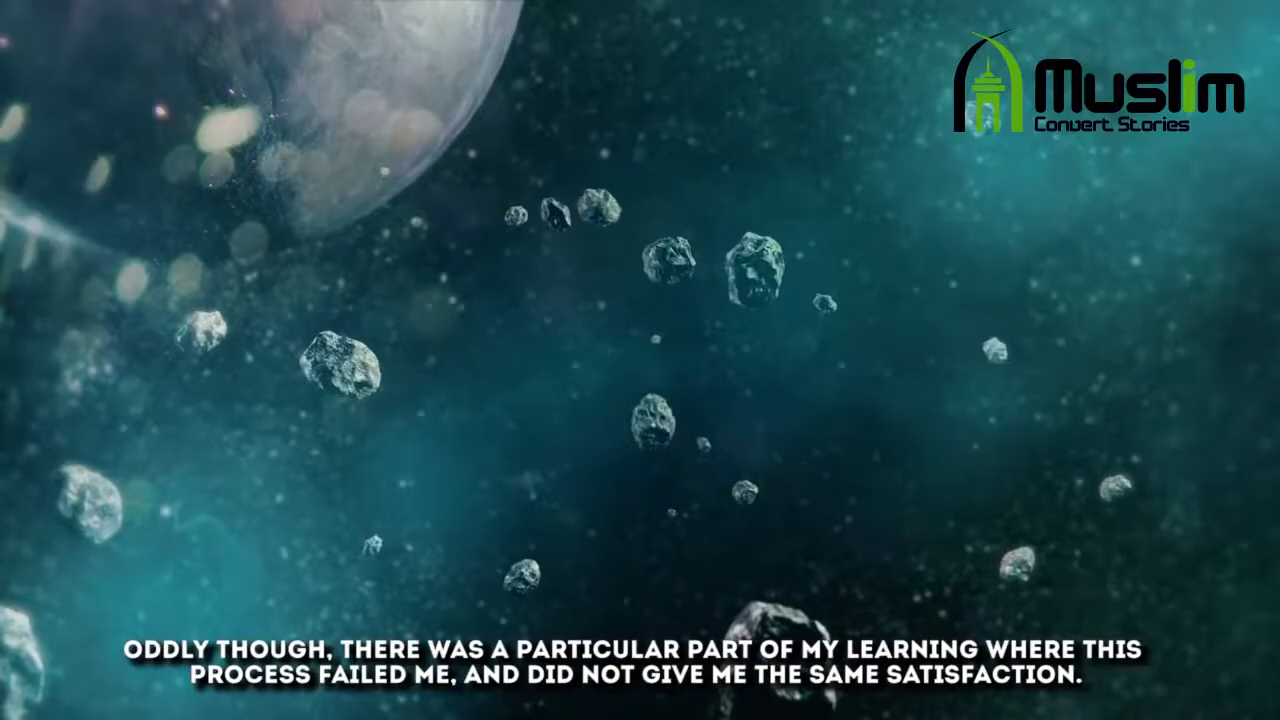 Muslim
Convert Stories
ODDLY THOUGH, THERE WAS A PARTICULAR PART OF MY LEARNING WHERE THIS
PROCESS FAILED ME, AND DID NOT GIVE ME THE SAME SATISFACTION.